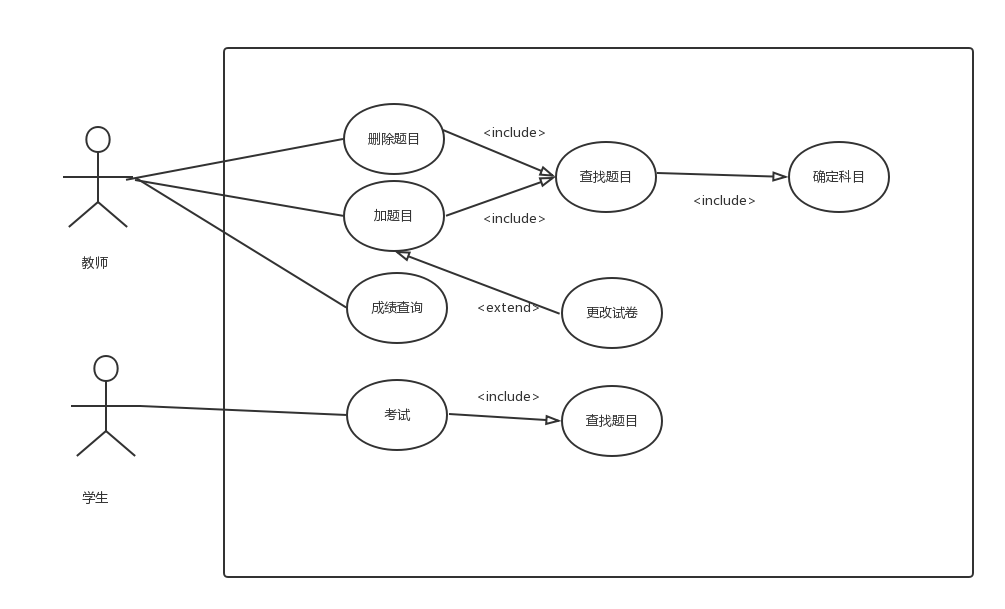 删除题目
<include>
查找题目
确定科目
<include>
加题目
<include>
教师
成绩查询
<extend>
更改试卷
考试
<include>
查找题目
学生